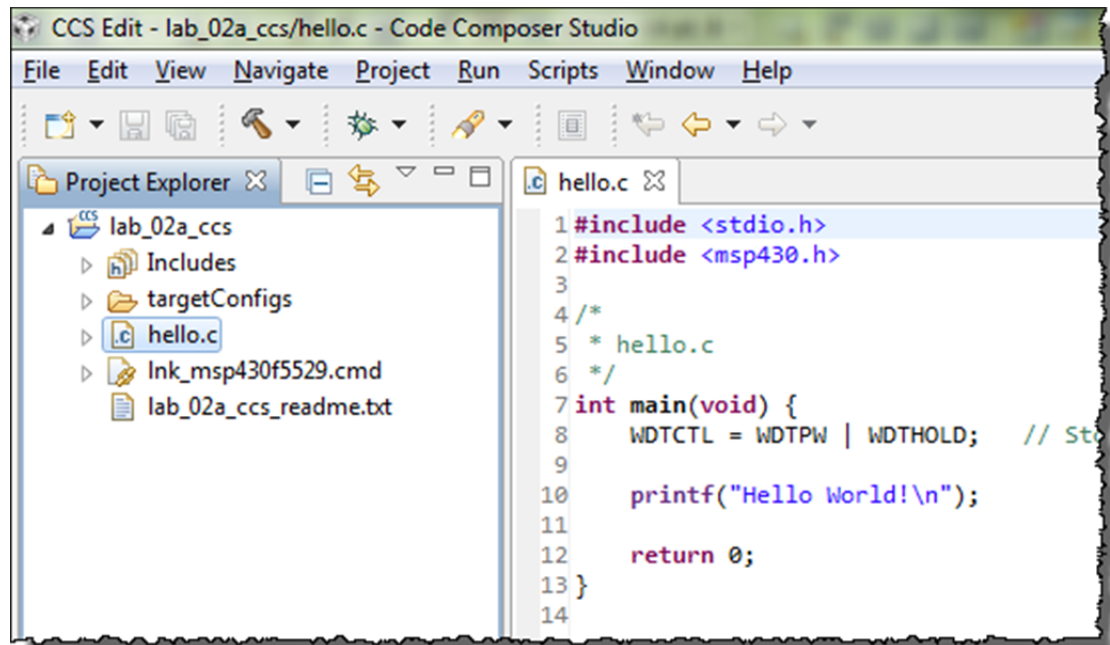 CCS Edit - lab_02a_ccs/hello.c - Code Composer Studio
File Edit View Navigate Project Run Scripts Window Help
Project Explorer
CCS
lab_02a_ccs
h
Includes
targetConfigs
.c hello.c
lnk_msp430f5529.cmd
lab_02a_ccs_readme.txt
.c hello.c
1 #include <stdio.h>
2 #include <msp430.h>
3
4 /*
5  * hello.c
6  */
7 int main(void) {
8     WDTCTL = WDTPW | WDTHOLD;   //
9
10     printf("Hello World!\n");
11
12     return 0;
13 }
14